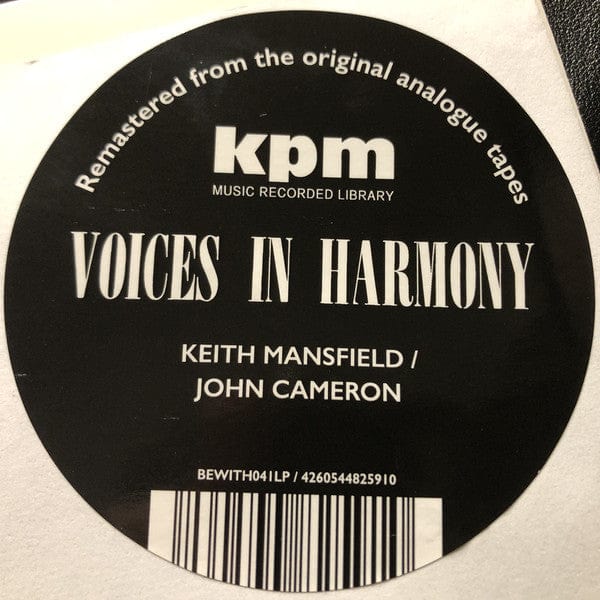 Remastered from the original analogue tapes
kpm
MUSIC RECORDED LIBRARY
VOICES IN HARMONY
KEITH MANSFIELD /
JOHN CAMERON
BEWITH041LP / 4260544825910